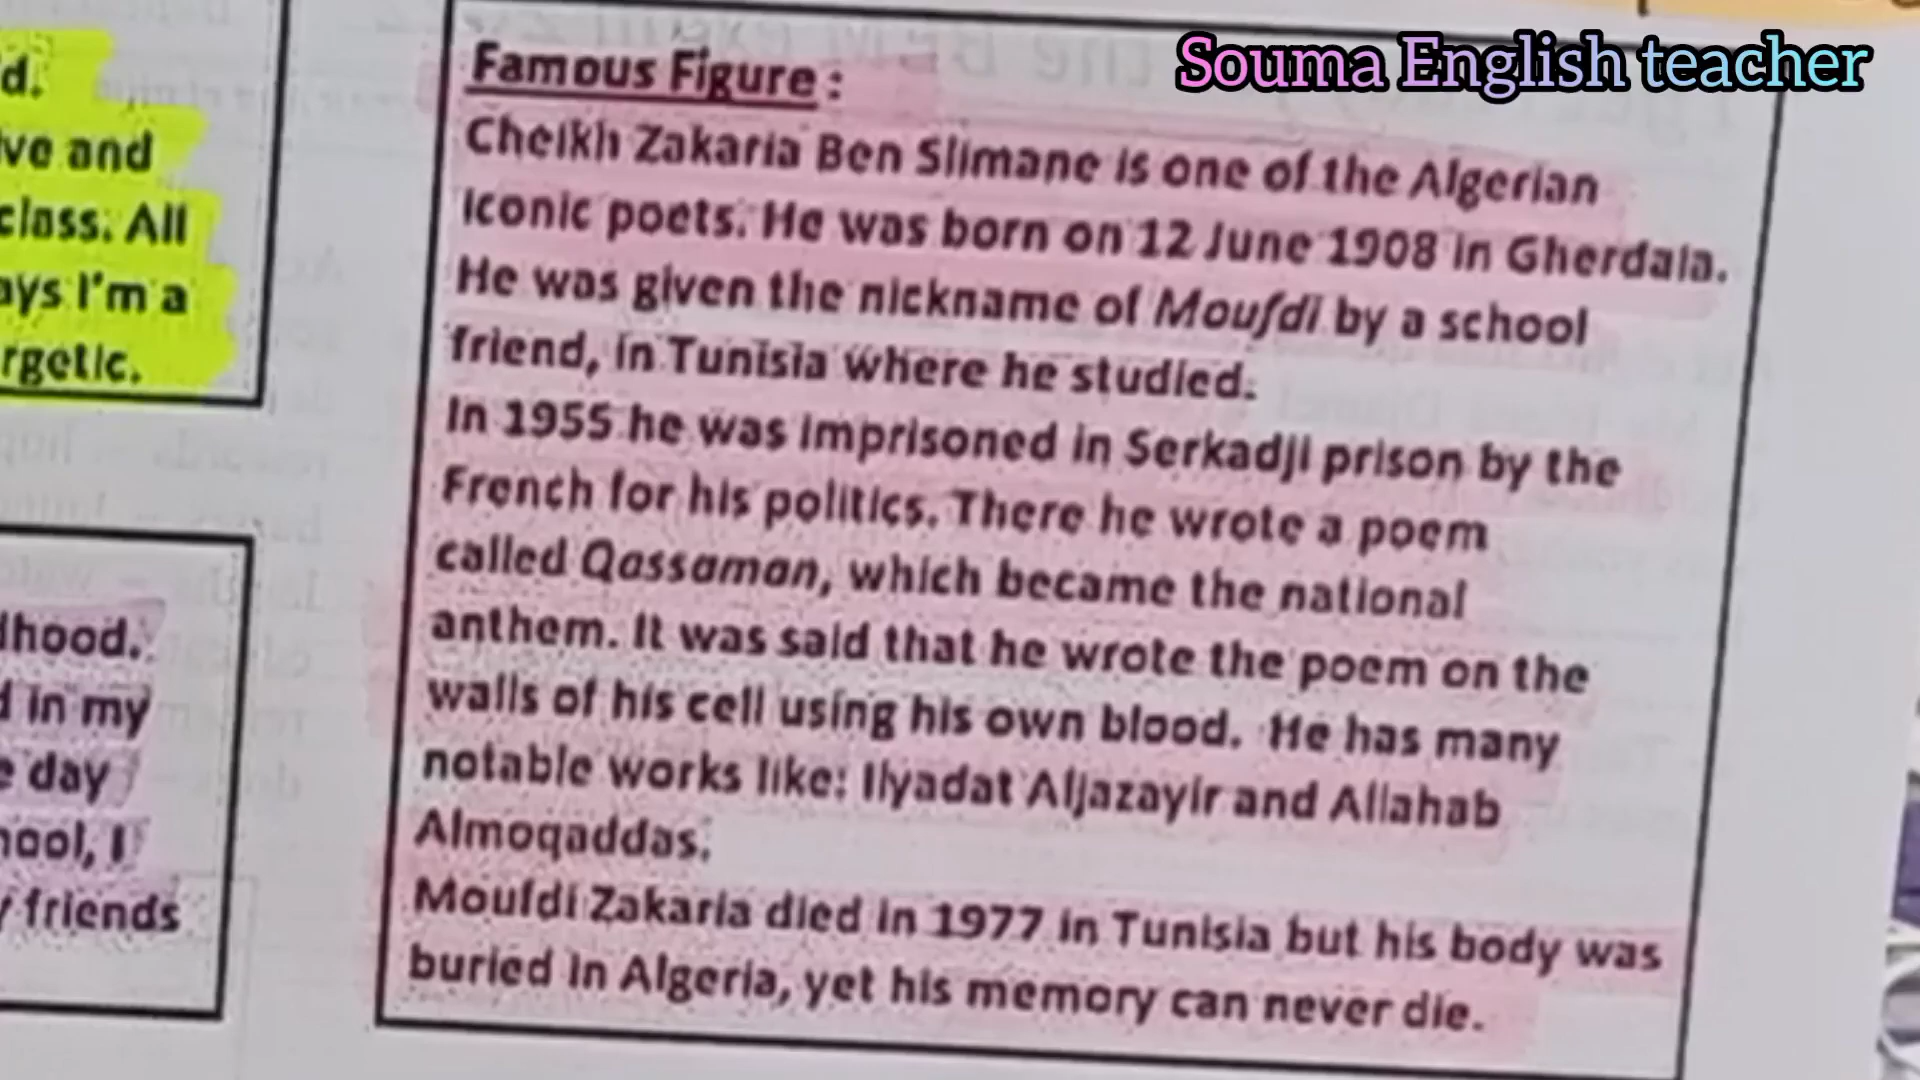 Souma English teacher
d.
ve and
class. All
ays I'm a
rgetic.
dhood.
d in my
e day
hool, I
y friends
Famous Figure :
Cheikh Zakaria Ben Slimane is one of the Algerian
iconic poets. He was born on 12 June 1908 in Gherdaia.
He was given the nickname of Moufdi by a school
friend, in Tunisia where he studied.
In 1955 he was imprisoned in Serkadji prison by the
French for his politics. There he wrote a poem
called Qassaman, which became the national
anthem. It was said that he wrote the poem on the
walls of his cell using his own blood. He has many
notable works like: Ilyadat Aljazayir and Allahab
Almoqaddas.
Moufdi Zakaria died in 1977 in Tunisia but his body was
buried in Algeria, yet his memory can never die.